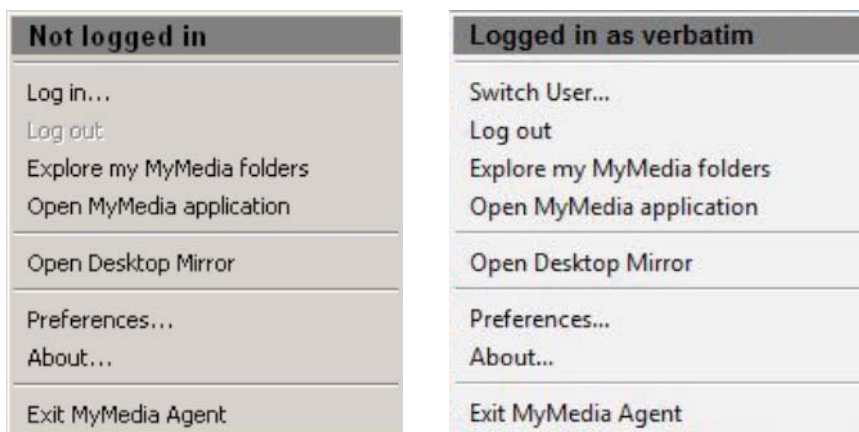 Not logged in
Log in...
Log out
Explore my MyMedia folders
Open MyMedia application
Open Desktop Mirror
Preferences...
About...
Exit MyMedia Agent
Logged in as verbatim
Switch User...
Log out
Explore my MyMedia folders
Open MyMedia application
Open Desktop Mirror
Preferences...
About...
Exit MyMedia Agent